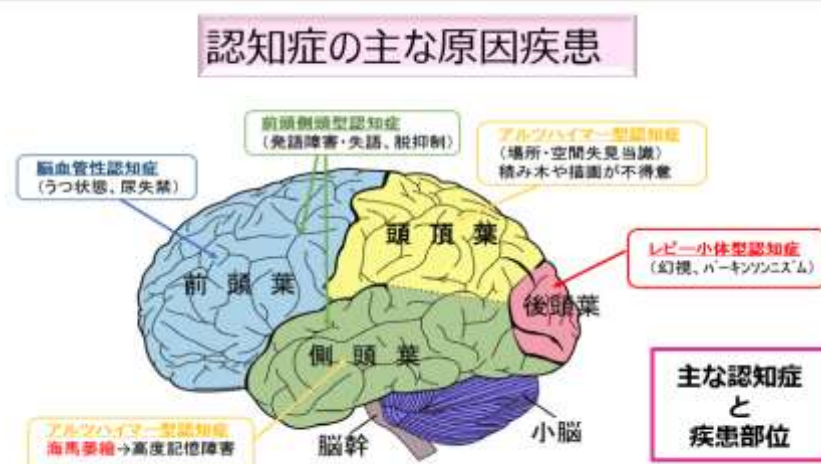 認知症の主な原因疾患
前頭側頭型認知症
(発語障害・失語、脱抑制)
アルツハイマー型認知症
(場所・空間失見当識)
積み木や描画が不得意
脳血管性認知症
(うつ状態、尿失禁)
レビー小体型認知症
(幻視、パーキンソニズム)
頭頂葉
前頭葉
後頭葉
側頭葉
アルツハイマー型認知症
海馬萎縮→高度記憶障害
脳幹
小脳
主な認知症
と
疾患部位